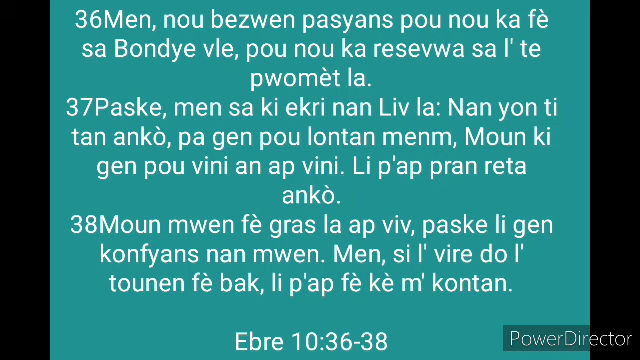 36Men, nou bezwen pasyans pou nou ka fè
sa Bondye vle, pou nou ka resevwa sa l' te
pwomèt la.
37Paske, men sa ki ekri nan Liv la: Nan yon ti
tan ankò, pa gen pou lontan menm, Moun ki
gen pou vini an ap vini. Li p'ap pran reta
ankò.
38Moun mwen fè gras la ap viv, paske li gen
konfyans nan mwen. Men, si l' vire do l'
tounen fè bak, li p'ap fè kè m' kontan.
Ebre 10:36-38
PowerDirector